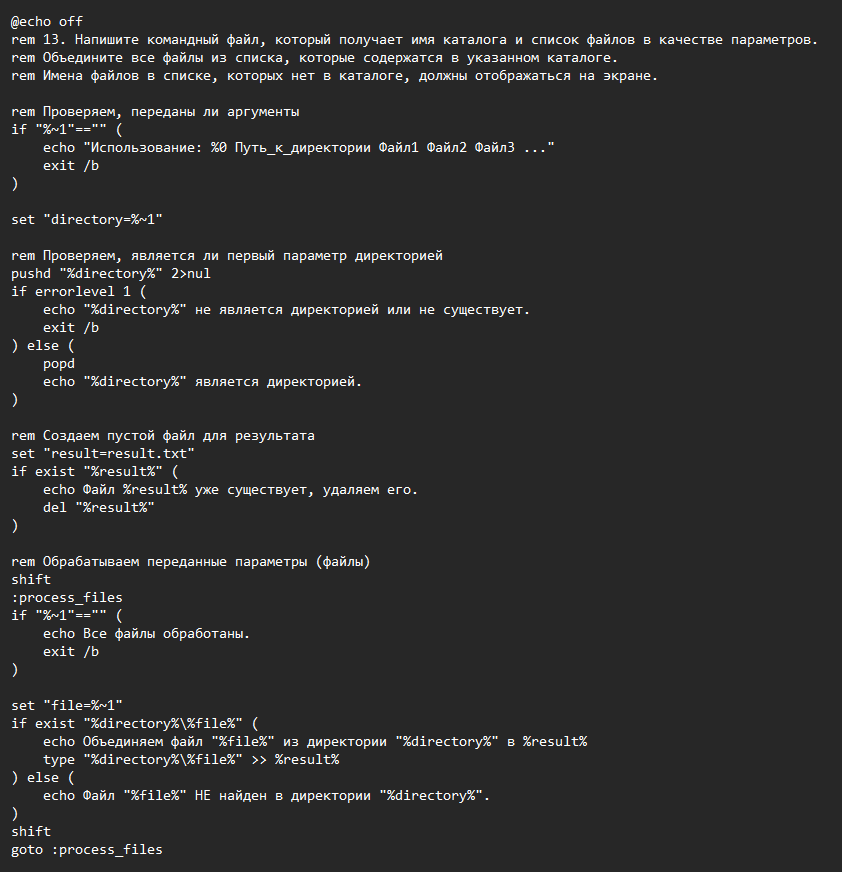 @echo off
rem 13. Напишите командный файл, который получает имя каталога и список файлов в качестве параметров.
rem Объедините все файлы из списка, которые содержатся в указанном каталоге.
rem Имена файлов в списке, которых нет в каталоге, должны отображаться на экране.

rem Проверяем, переданы ли аргументы
if "%~1"=="" (
    echo "Использование: %0 Путь_к_директории Файл1 Файл2 Файл3 ..."
    exit /b
)

set "directory=%~1"

rem Проверяем, является ли первый параметр директорией
pushd "%directory%" 2>nul
if errorlevel 1 (
    echo "%directory%" не является директорией или не существует.
    exit /b
) else (
    popd
    echo "%directory%" является директорией.
)

rem Создаем пустой файл для результата
set "result=result.txt"
if exist "%result%" (
    echo Файл %result% уже существует, удаляем его.
    del "%result%"
)

rem Обрабатываем переданные параметры (файлы)
shift
:process_files
if "%~1"=="" (
    echo Все файлы обработаны.
    exit /b
)

set "file=%~1"
if exist "%directory%\%file%" (
    echo Объединяем файл "%file%" из директории "%directory%" в %result%
    type "%directory%\%file%" >> %result%
) else (
    echo Файл "%file%" НЕ найден в директории "%directory%".
)
shift
goto :process_files